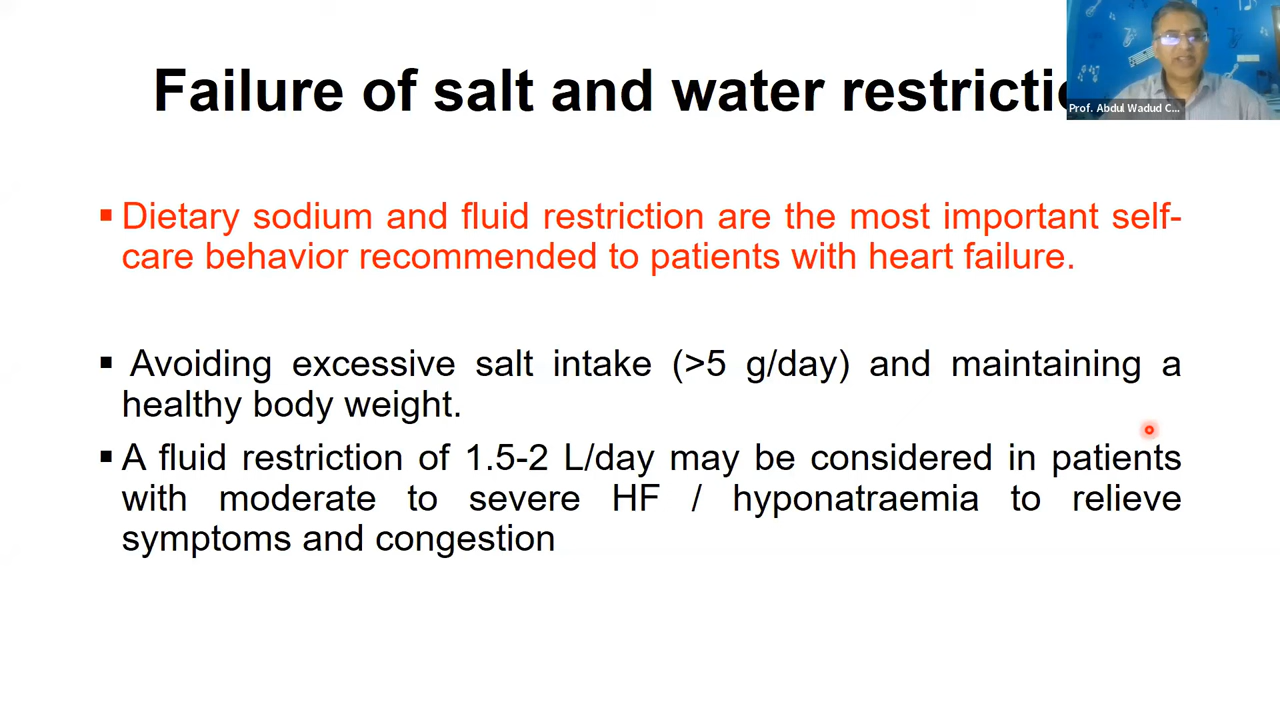 Failure of salt and water restricti
Prof. Abdul Wadud C...
▪ Dietary sodium and fluid restriction are the most important self-
care behavior recommended to patients with heart failure.
▪ Avoiding excessive salt intake (>5 g/day) and maintaining a
healthy body weight.
▪ A fluid restriction of 1.5-2 L/day may be considered in patients
with moderate to severe HF / hyponatraemia to relieve
symptoms and congestion